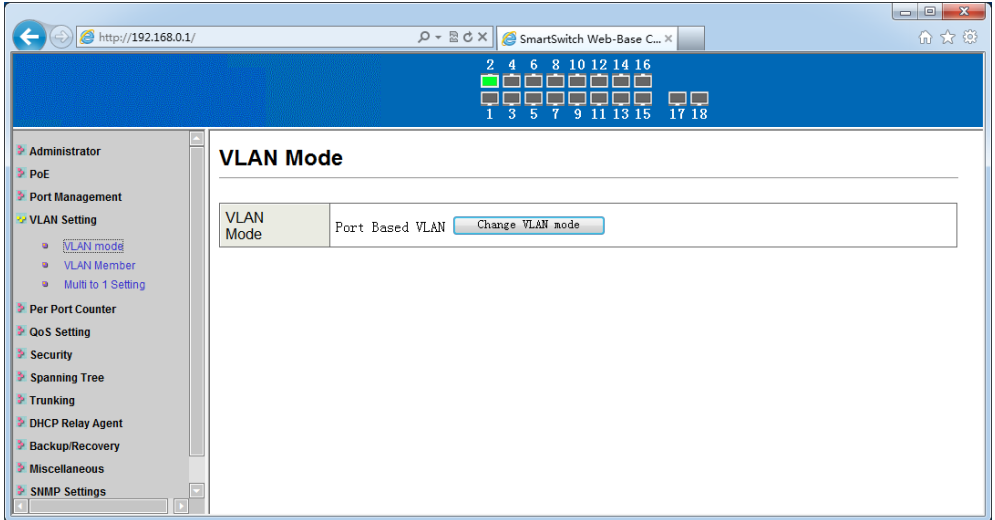 http://192.168.0.1/
SmartSwitch Web-Base C...
2 4 6 8 10 12 14 16
1 3 5 7 9 11 13 15 17 18
Administrator
PoE
Port Management
VLAN Setting
VLAN mode
VLAN Member
Multi to 1 Setting
Per Port Counter
QoS Setting
Security
Spanning Tree
Trunking
DHCP Relay Agent
Backup/Recovery
Miscellaneous
SNMP Settings
VLAN Mode
VLAN
Mode
Port Based VLAN Change VLAN mode